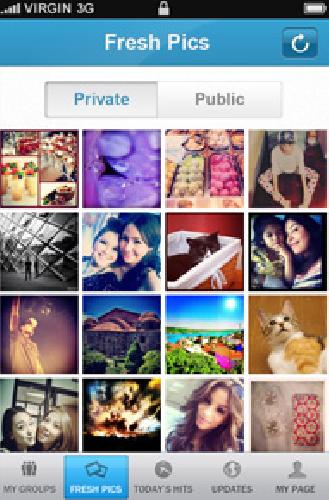 VIRGIN 3G
Fresh Pics
Private Public
MY GROUPS FRESH PICS TODAY'S HITS UPDATES MY PAGE